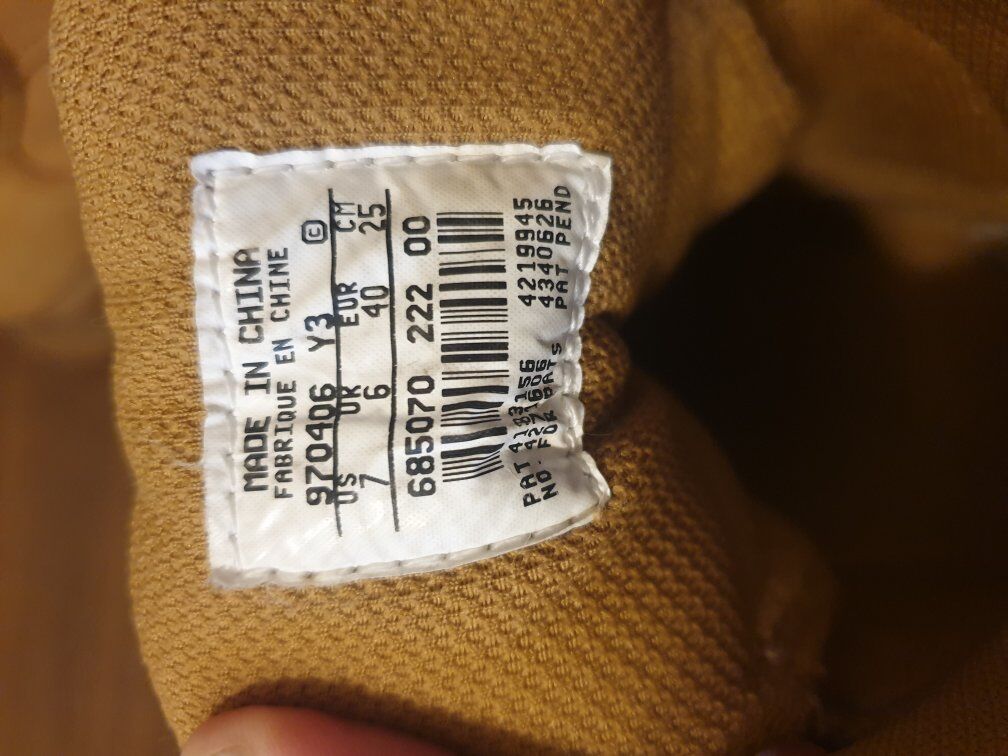 MADE IN CHINA
FABRIQUE EN CHINE
970406 Y3 ©
US UK EUR CM
7 6 40 25
685070 222 00
PAT 4183156 4219945
NO. 4271606 4340626
FOR PATS PAT PEND